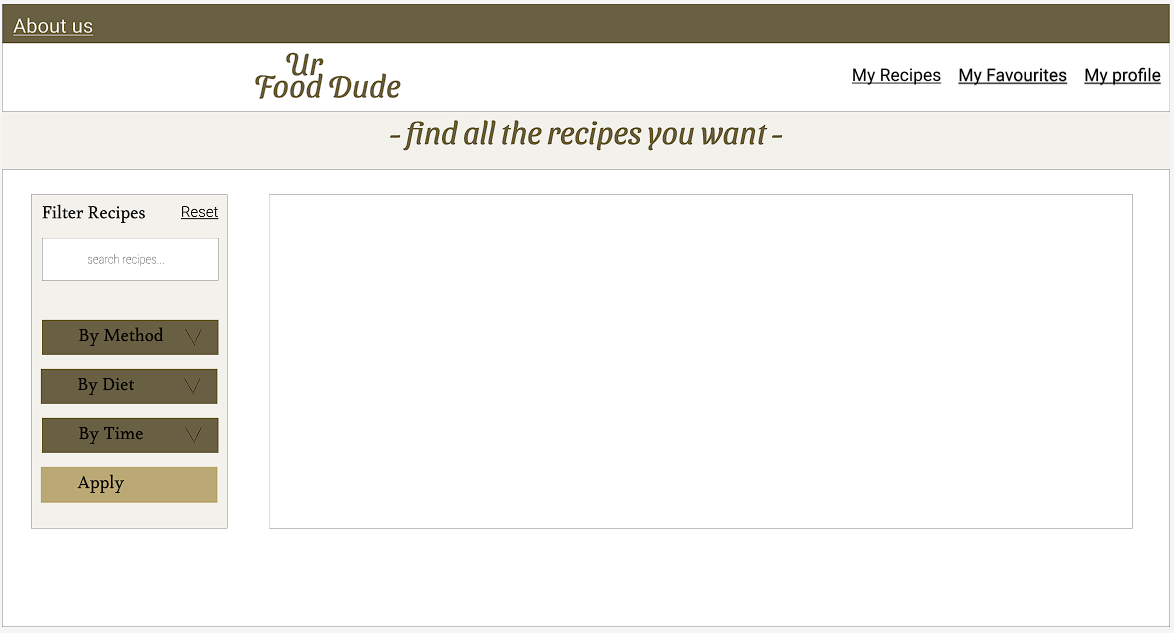 About us
Ur
Food Dude
My Recipes My Favourites My profile
- find all the recipes you want -
Filter Recipes Reset
search recipes...
By Method
By Diet
By Time
Apply